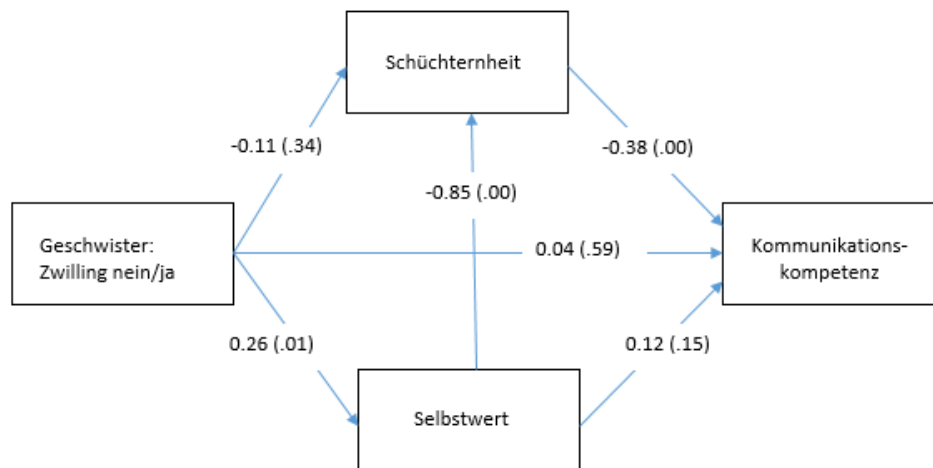 Schüchternheit
-0.11 (.34)
-0.38 (.00)
-0.85 (.00)
Geschwister:
Zwilling nein/ja
0.04 (.59)
Kommunikations-
kompetenz
0.26 (.01)
0.12 (.15)
Selbstwert